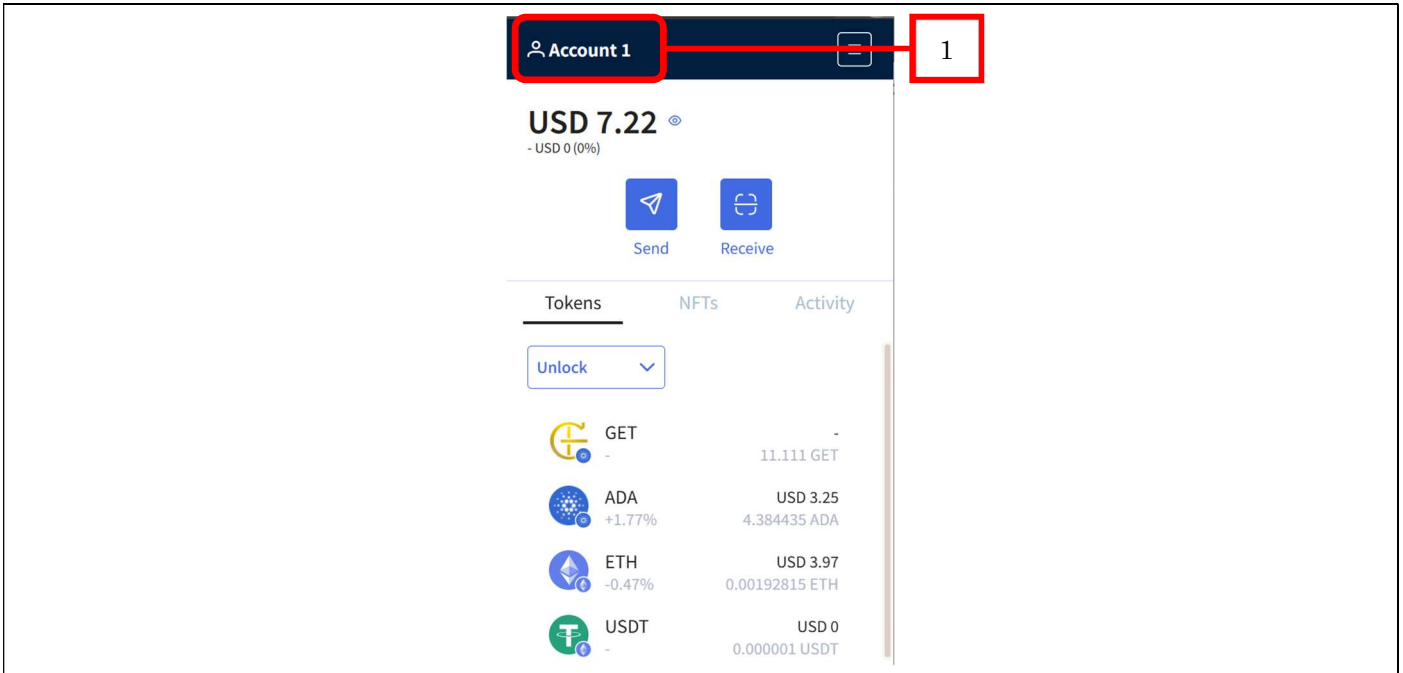 Account 1
1
USD 7.22
- USD 0 (0%)
Send Receive
Tokens NFTs Activity
Unlock
GET -
- 11.111 GET
ADA USD 3.25
+1.77% 4.384435 ADA
ETH USD 3.97
-0.47% 0.00192815 ETH
USDT USD 0
- 0.000001 USDT